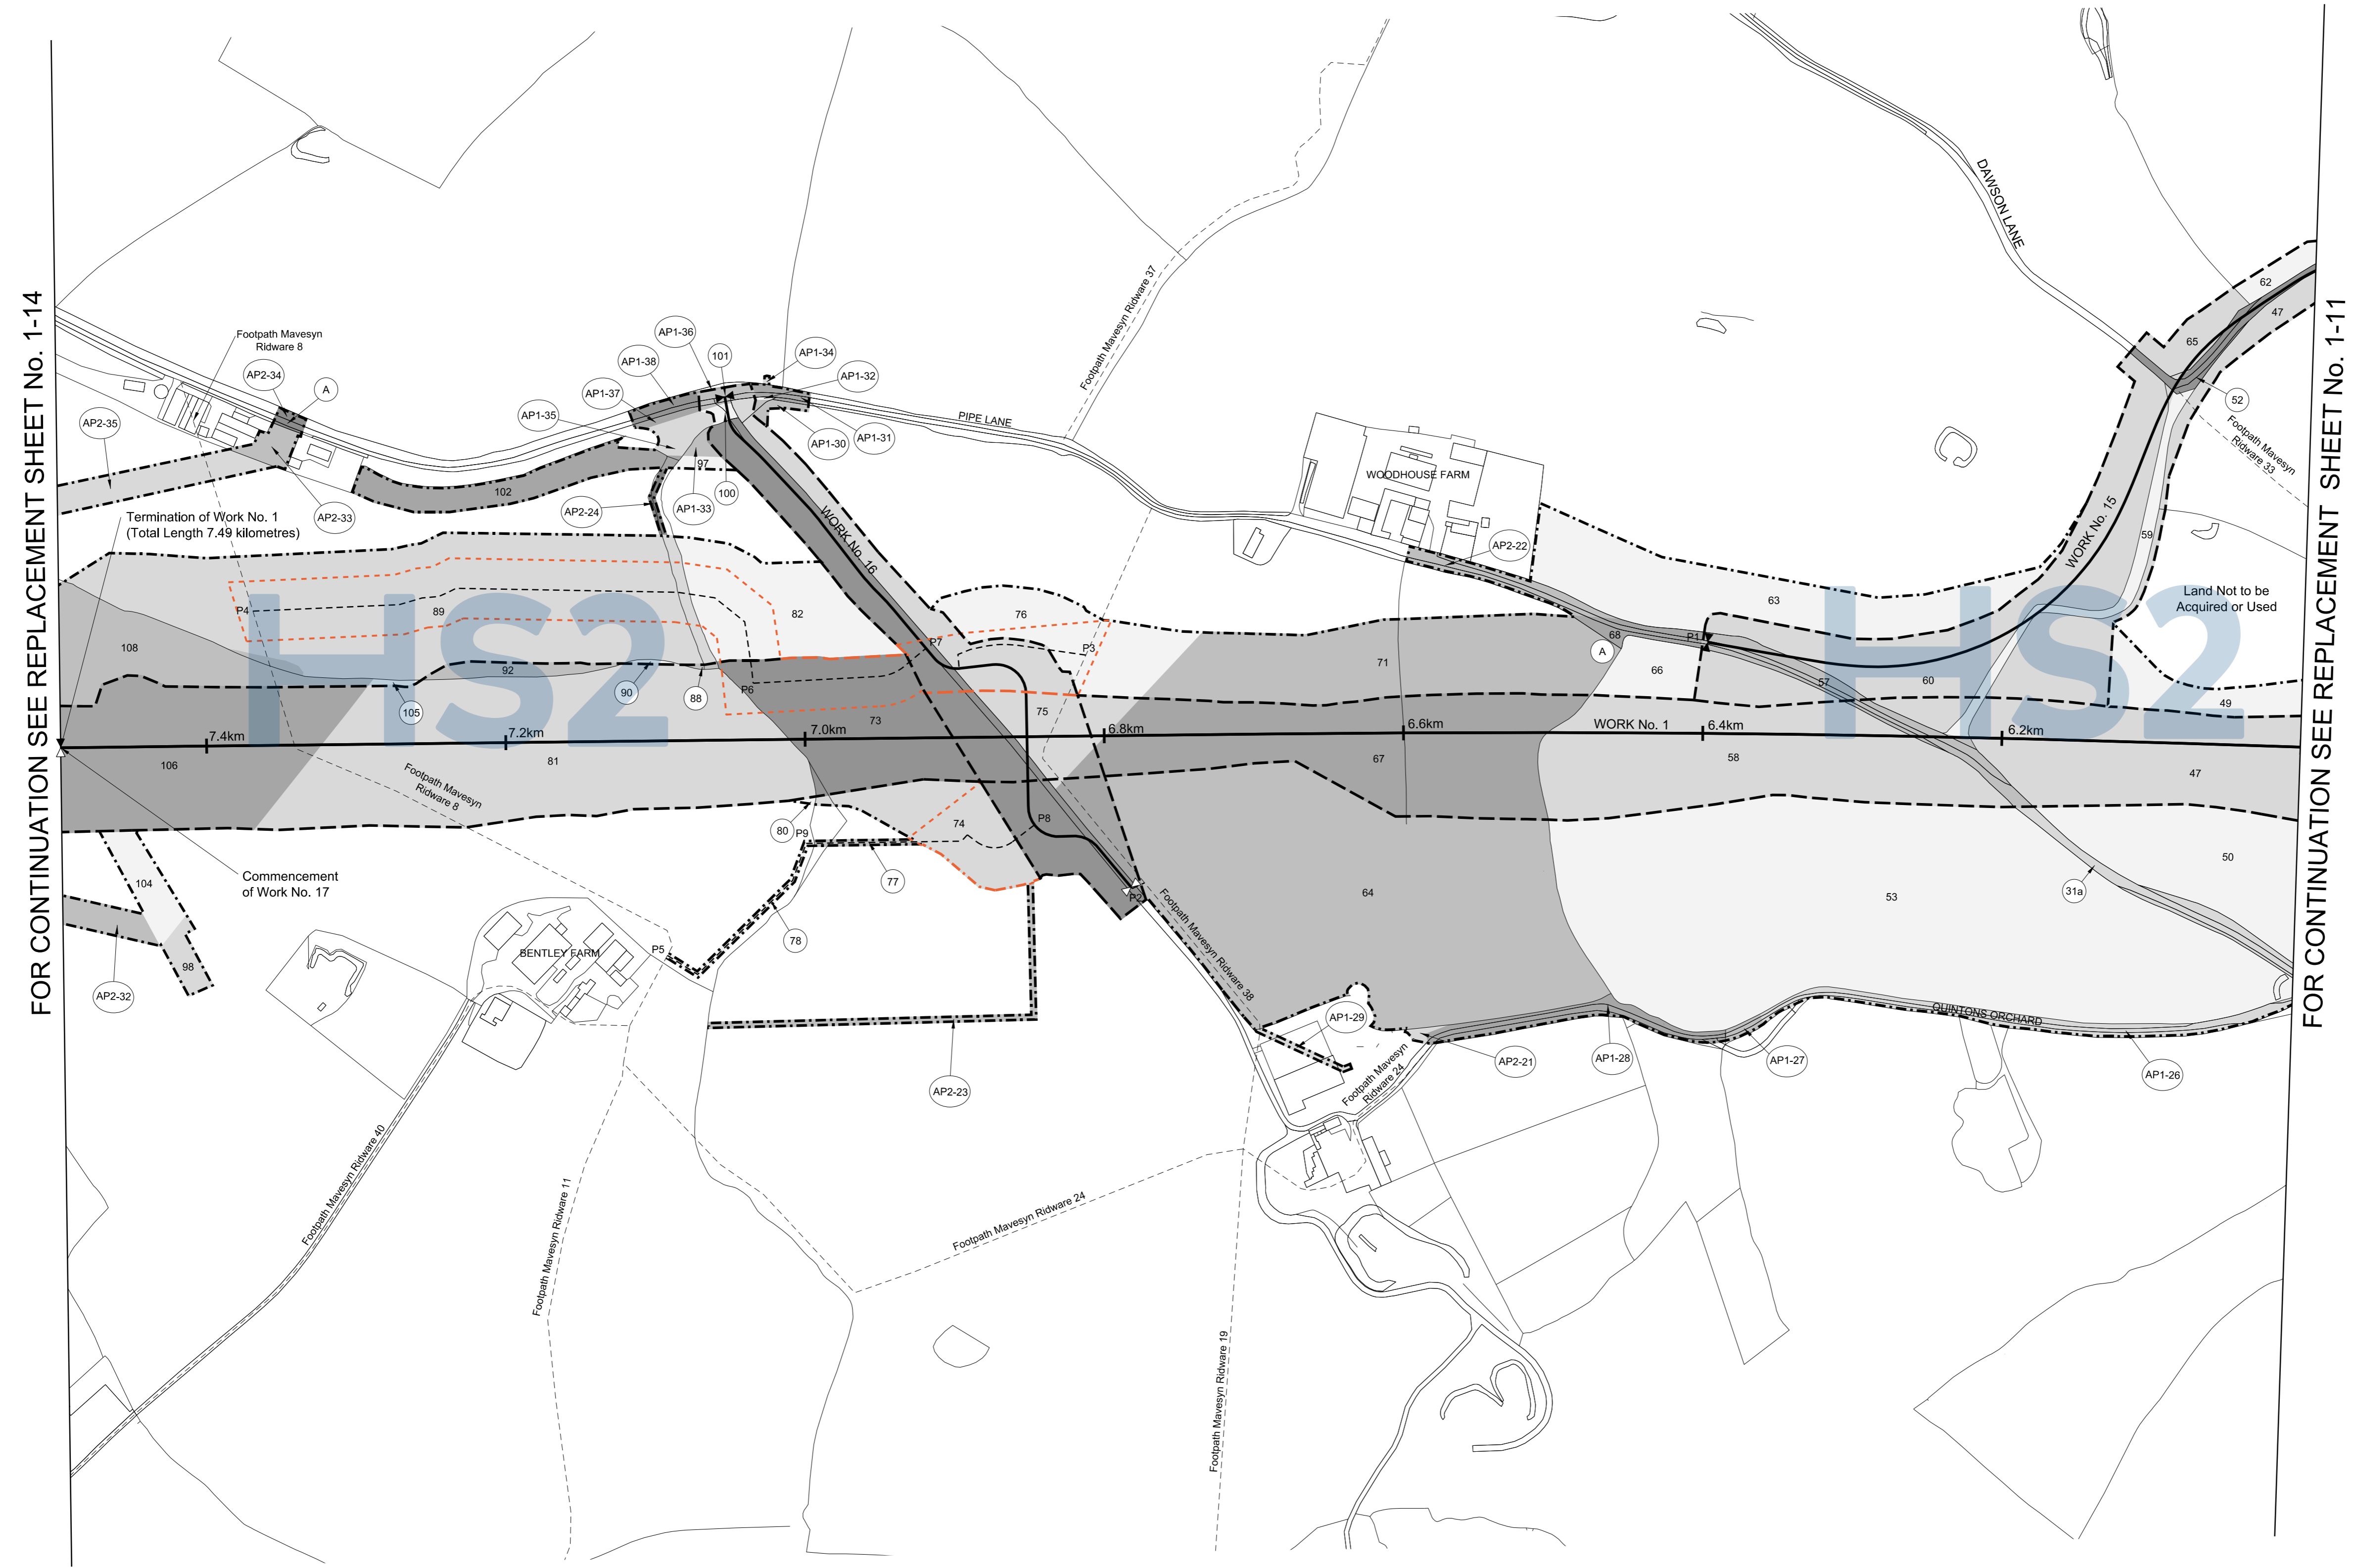 FOR CONTINUATION SEE REPLACEMENT SHEET No. 1-14
FOR CONTINUATION SEE REPLACEMENT SHEET No. 1-11
DAWSON LANE
62
47
65
52
Footpath Mavesyn
Ridware 33
59
WORK No. 15
Land Not to be
Acquired or Used
Footpath Mavesyn Ridware 37
Footpath Mavesyn
Ridware 8
AP2-34
A
AP2-35
AP2-33
AP1-36
101
AP1-34
AP1-38
AP1-32
AP1-37
AP1-35
AP1-30
AP1-31
PIPE LANE
97
100
102
AP2-24
AP1-33
WOODHOUSE FARM
AP2-22
Termination of Work No. 1
(Total Length 7.49 kilometres)
WORK No. 16
HS2
HS2
P4
89
82
76
63
P7
P3
68
P1
A
108
92
71
66
57
60
90
88
P6
105
49
73
75
7.4km
7.2km
7.0km
6.8km
6.6km
WORK No. 1
6.4km
6.2km
106
81
67
58
47
Footpath Mavesyn
Ridware 8
80
P9
74
P8
50
77
104
Commencement
of Work No. 17
64
53
31a
P2
78
Footpath Mavesyn Ridware 38
P5
BENTLEY FARM
98
AP2-32
AP1-29
QUINTONS ORCHARD
AP2-21
AP1-28
AP1-27
AP1-26
Footpath Mavesyn
Ridware 24
AP2-23
Footpath Mavesyn Ridware 40
Footpath Mavesyn Ridware 11
Footpath Mavesyn Ridware 24
Footpath Mavesyn Ridware 19